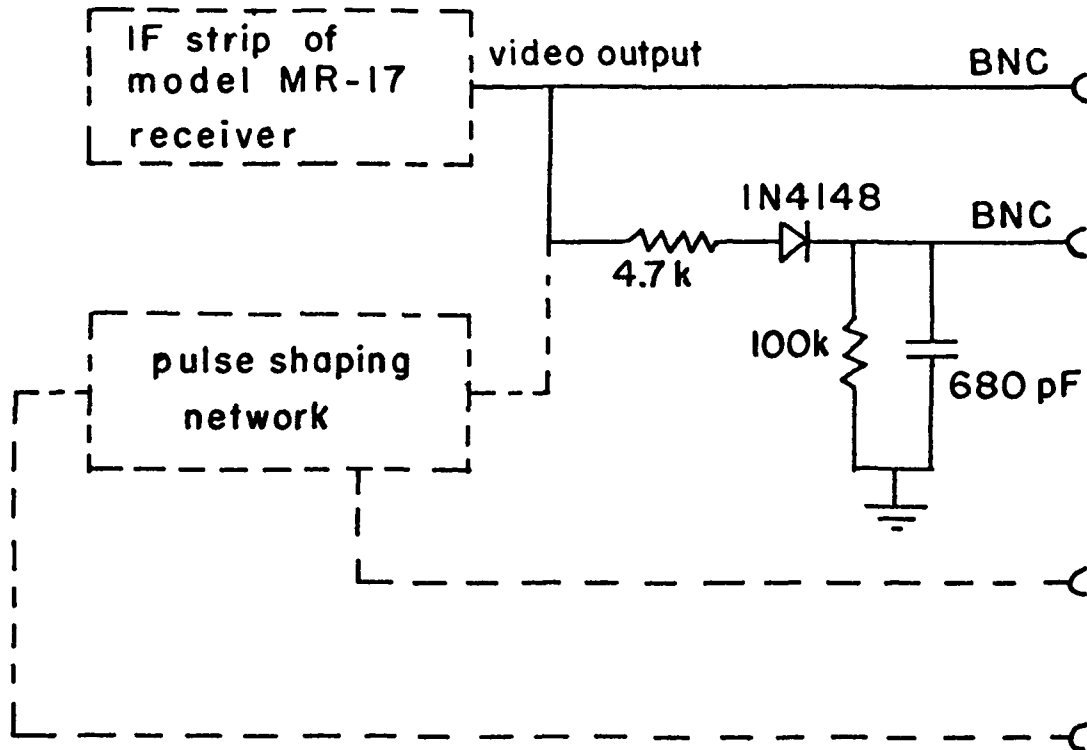 IF strip of
model MR-17
receiver
video output
BNC
1N4148
BNC
4.7k
pulse shaping
network
100k
680 pF